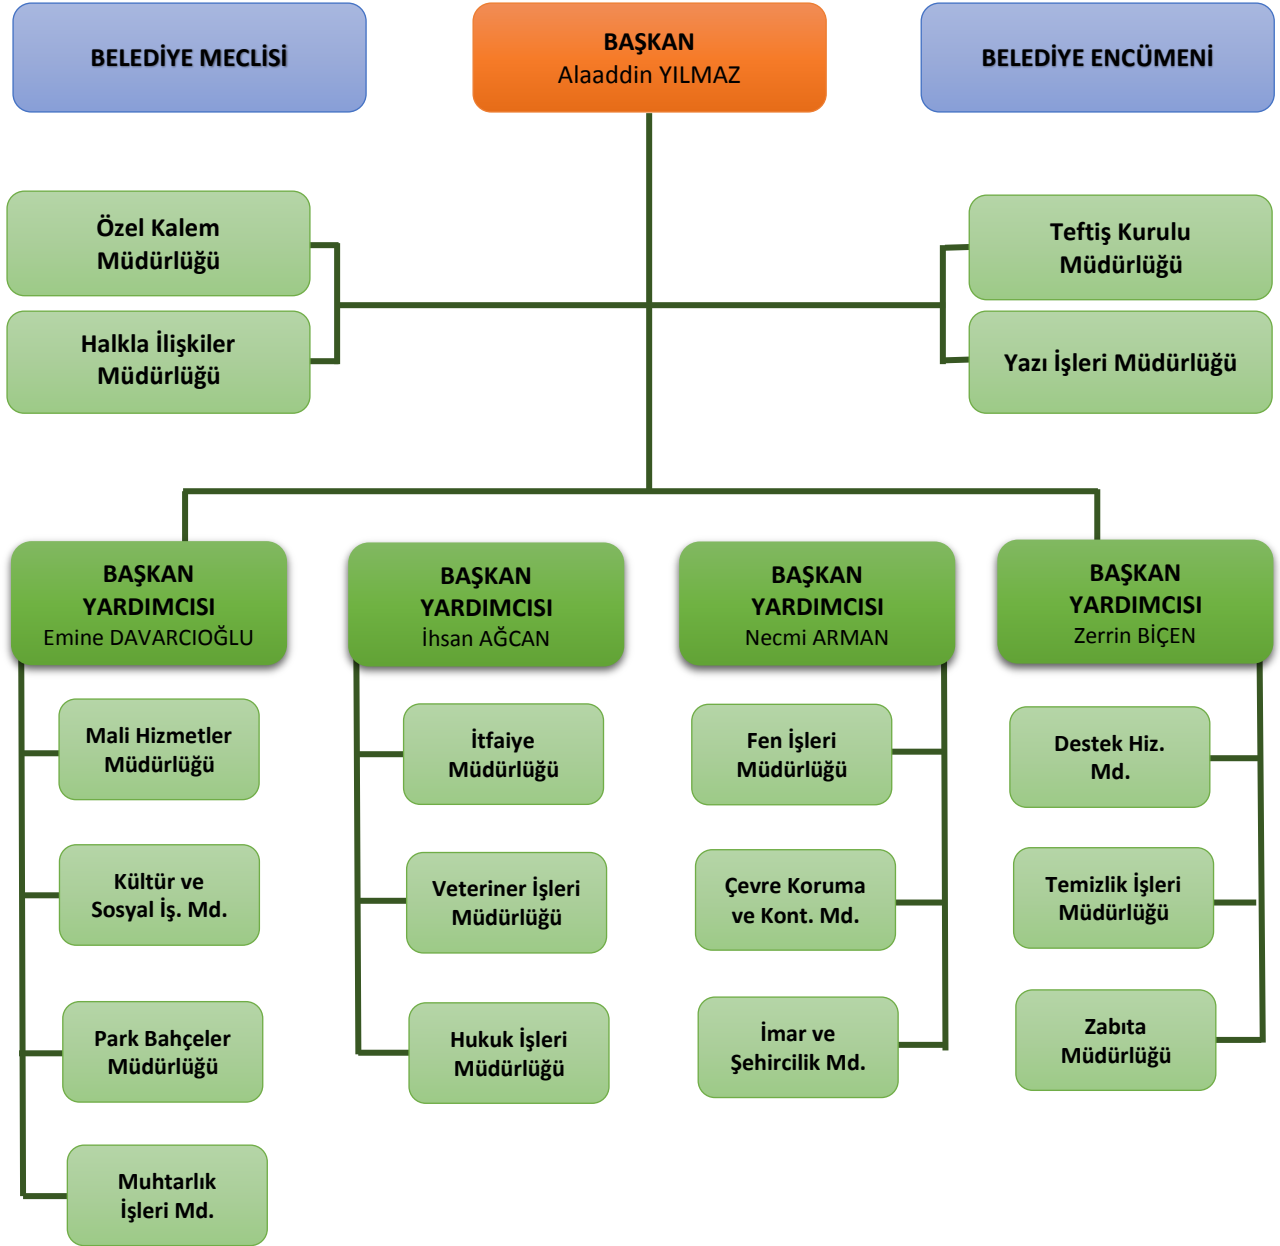 BELEDİYE MECLİSİ
BAŞKAN
Alaaddin YILMAZ
BELEDİYE ENCÜMENİ
Özel Kalem
Müdürlüğü
Halkla İlişkiler
Müdürlüğü
Teftiş Kurulu
Müdürlüğü
Yazı İşleri Müdürlüğü
BAŞKAN
YARDIMCISI
Emine DAVARCIOĞLU
Mali Hizmetler
Müdürlüğü
Kültür ve
Sosyal İş. Md.
Park Bahçeler
Müdürlüğü
Muhtarlık
İşleri Md.
BAŞKAN
YARDIMCISI
İhsan AĞCAN
İtfaiye
Müdürlüğü
Veteriner İşleri
Müdürlüğü
Hukuk İşleri
Müdürlüğü
BAŞKAN
YARDIMCISI
Necmi ARMAN
Fen İşleri
Müdürlüğü
Çevre Koruma
ve Kont. Md.
İmar ve
Şehircilik Md.
BAŞKAN
YARDIMCISI
Zerrin BİÇEN
Destek Hiz.
Md.
Temizlik İşleri
Müdürlüğü
Zabıta
Müdürlüğü